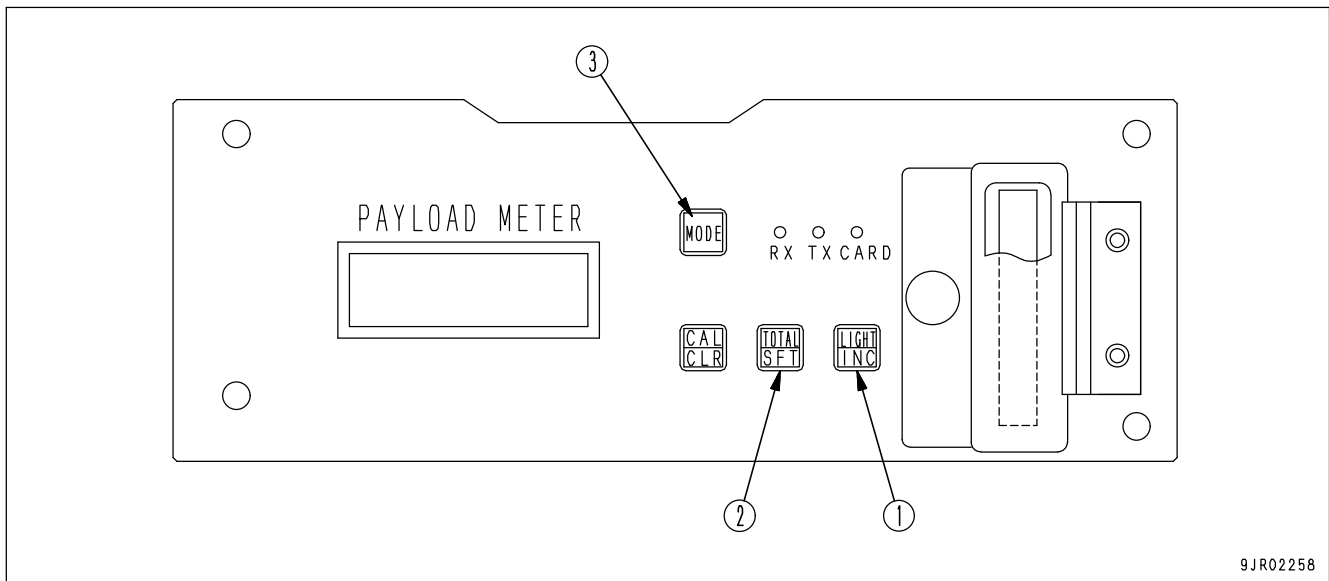 3
PAYLOAD METER
MODE
RX TX CARD
CAL
CLR
TOTAL
SFT
LIGHT
INC
2
1
9JR02258